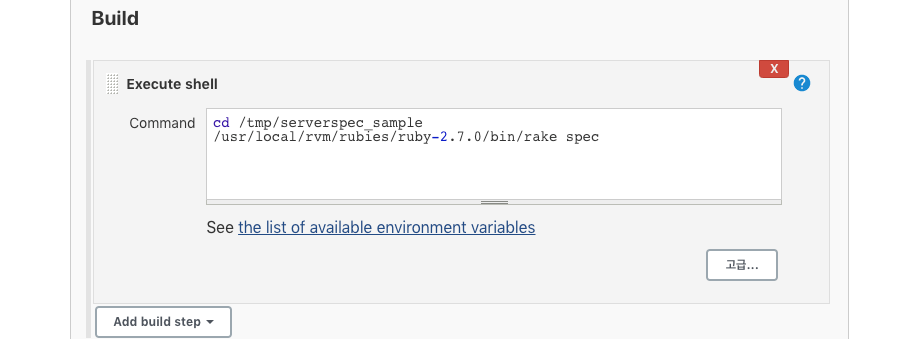 Build
X
Execute shell
?
Command
cd /tmp/serverspec_sample
/usr/local/rvm/rubies/ruby-2.7.0/bin/rake spec
See the list of available environment variables
고급...
Add build step